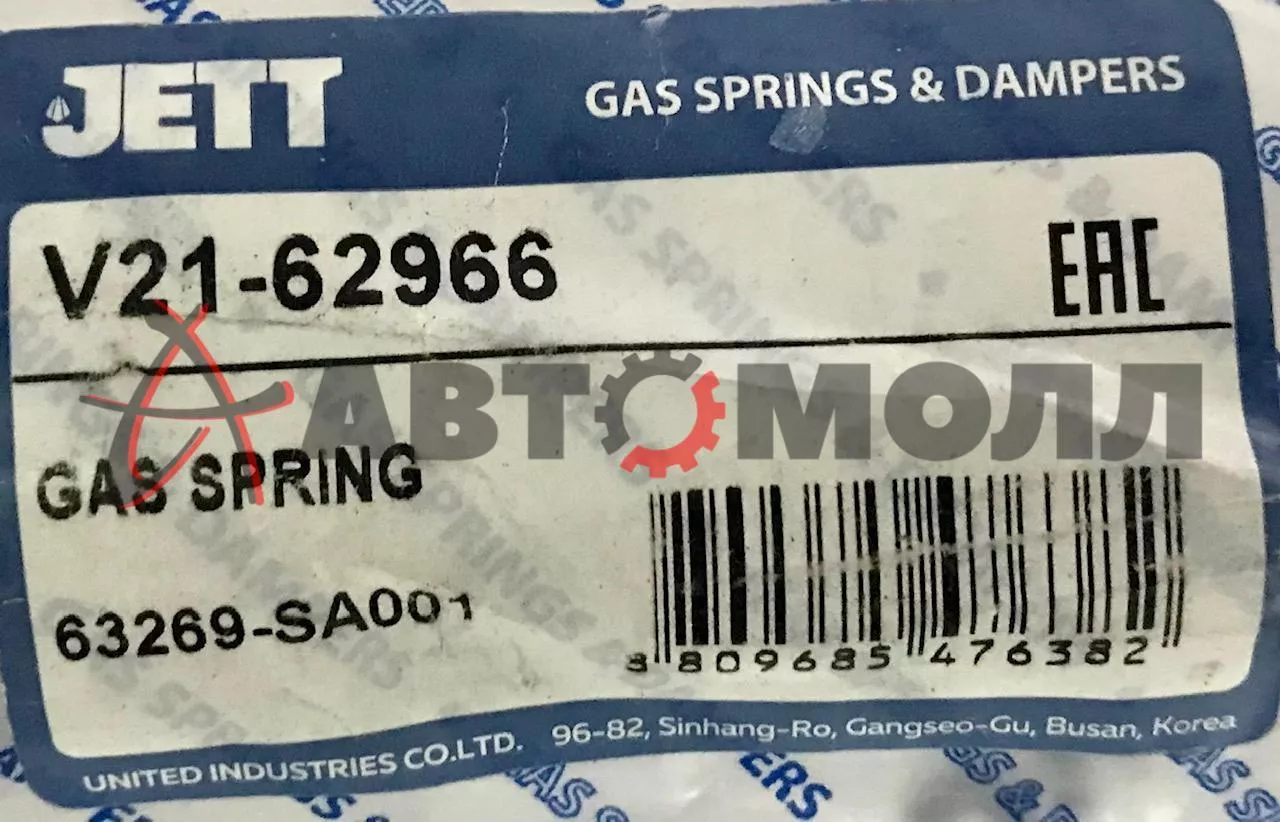 JETT
GAS SPRINGS & DAMPERS
V21-62966
EAC
АВТОМОЛЛ
GAS SPRING
63269-SA001
8 809685 476382
UNITED INDUSTRIES CO.LTD. 96-82, Sinhang-Ro, Gangseo-Gu, Busan, Korea